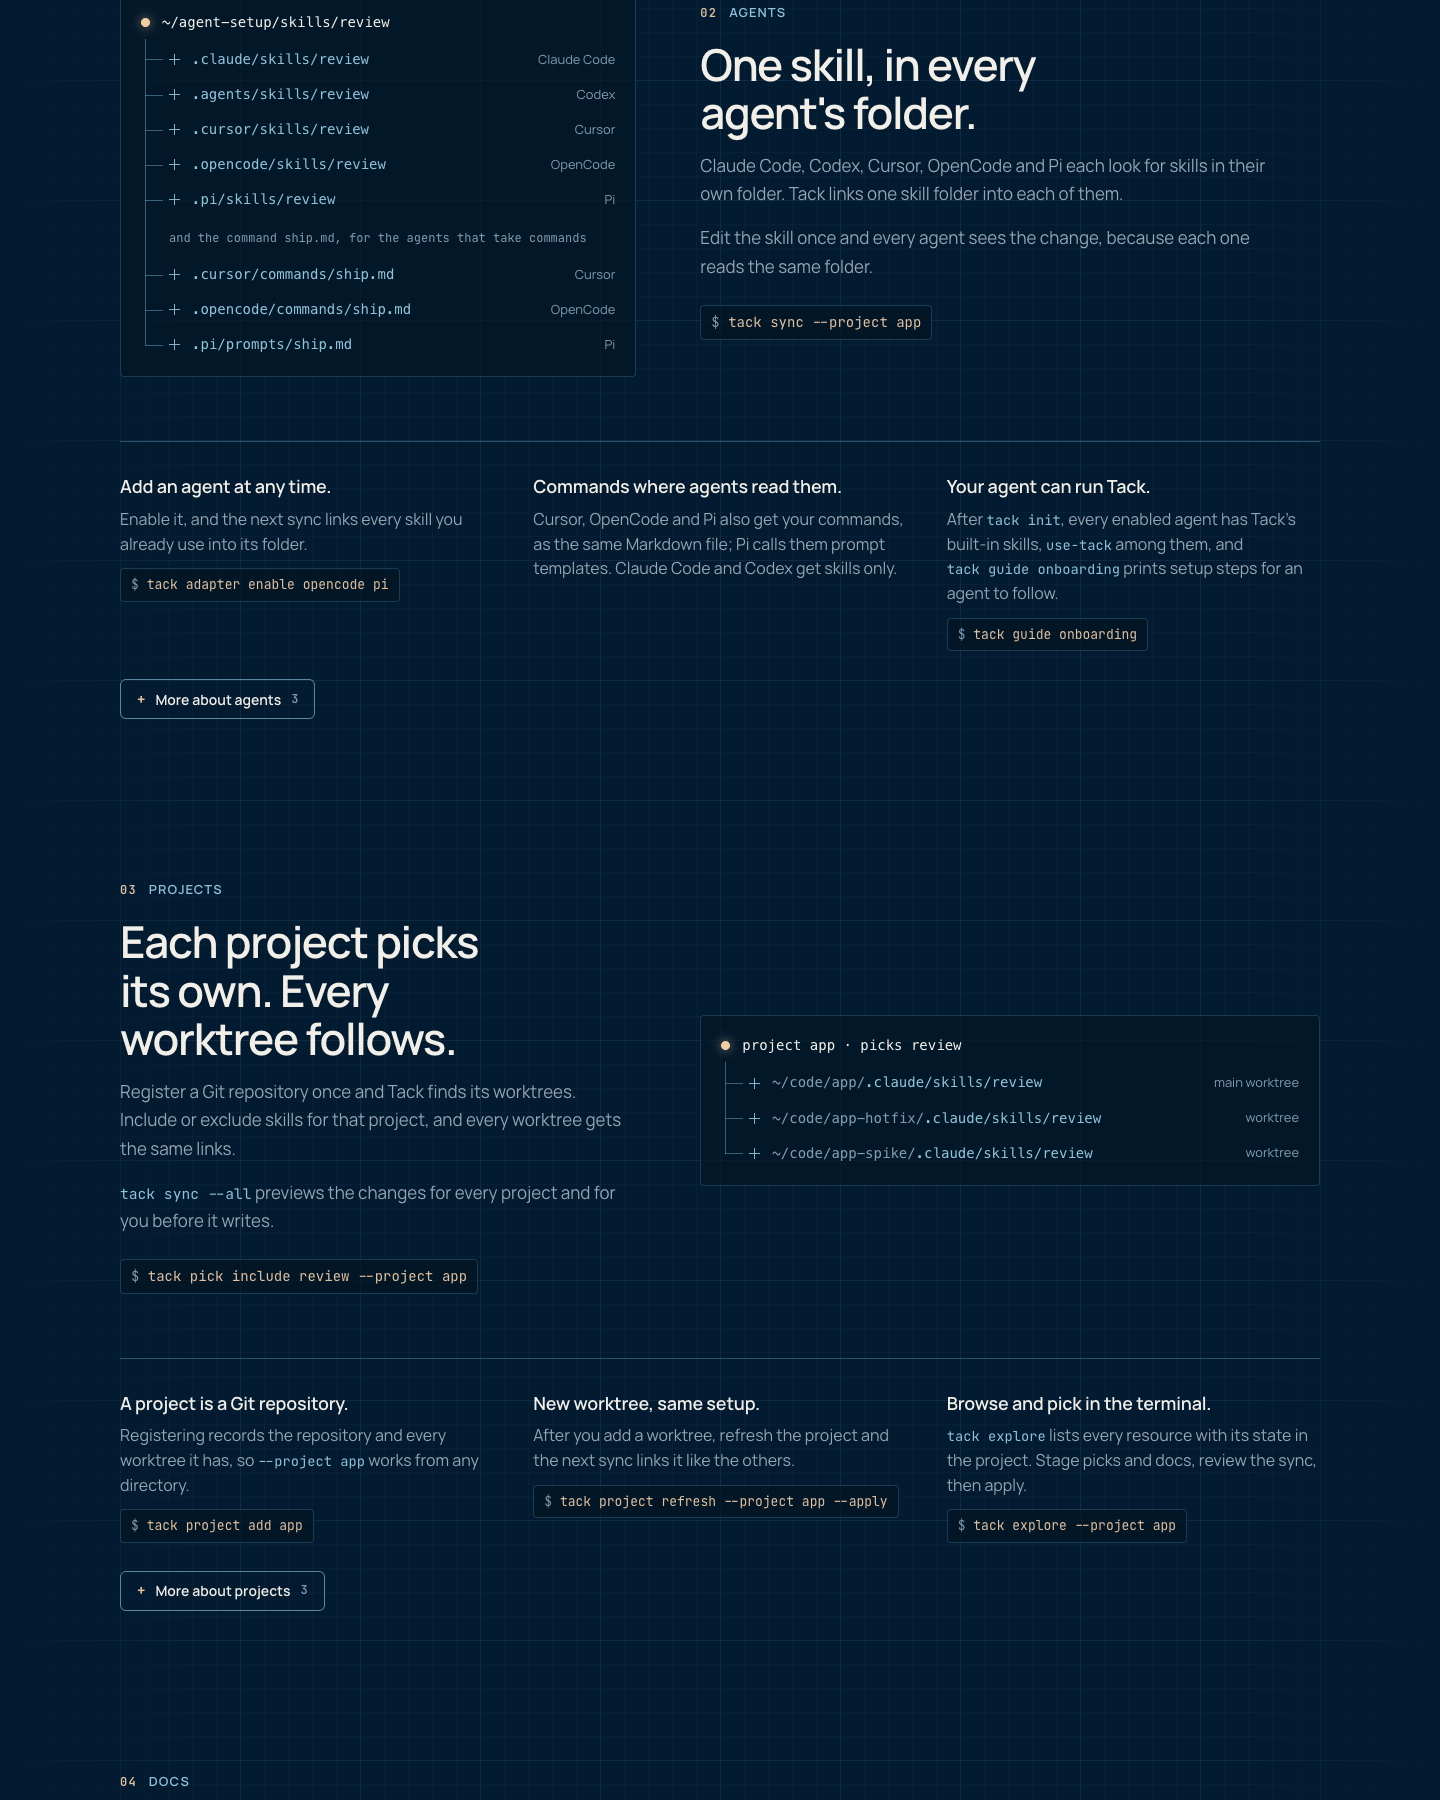 ~/agent-setup/skills/review
.claude/skills/review Claude Code
.agents/skills/review Codex
.cursor/skills/review Cursor
.opencode/skills/review OpenCode
.pi/skills/review Pi
and the command ship.md, for the agents that take commands
.cursor/commands/ship.md Cursor
.opencode/commands/ship.md OpenCode
.pi/prompts/ship.md Pi
02 AGENTS
One skill, in every
agent's folder.
Claude Code, Codex, Cursor, OpenCode and Pi each look for skills in their
own folder. Tack links one skill folder into each of them.
Edit the skill once and every agent sees the change, because each one
reads the same folder.
$ tack sync --project app
Add an agent at any time.
Enable it, and the next sync links every skill you
already use into its folder.
$ tack adapter enable opencode pi
Commands where agents read them.
Cursor, OpenCode and Pi also get your commands,
as the same Markdown file; Pi calls them prompt
templates. Claude Code and Codex get skills only.
Your agent can run Tack.
After tack init, every enabled agent has Tack's
built-in skills, use-tack among them, and
tack guide onboarding prints setup steps for an
agent to follow.
$ tack guide onboarding
+ More about agents 3
03 PROJECTS
Each project picks
its own. Every
worktree follows.
Register a Git repository once and Tack finds its worktrees.
Include or exclude skills for that project, and every worktree gets
the same links.
tack sync --all previews the changes for every project and for
you before it writes.
$ tack pick include review --project app
project app · picks review
~/code/app/.claude/skills/review main worktree
~/code/app-hotfix/.claude/skills/review worktree
~/code/app-spike/.claude/skills/review worktree
A project is a Git repository.
Registering records the repository and every
worktree it has, so --project app works from any
directory.
$ tack project add app
New worktree, same setup.
After you add a worktree, refresh the project and
the next sync links it like the others.
$ tack project refresh --project app --apply
Browse and pick in the terminal.
tack explore lists every resource with its state in
the project. Stage picks and docs, review the sync,
then apply.
$ tack explore --project app
+ More about projects 3
04 DOCS